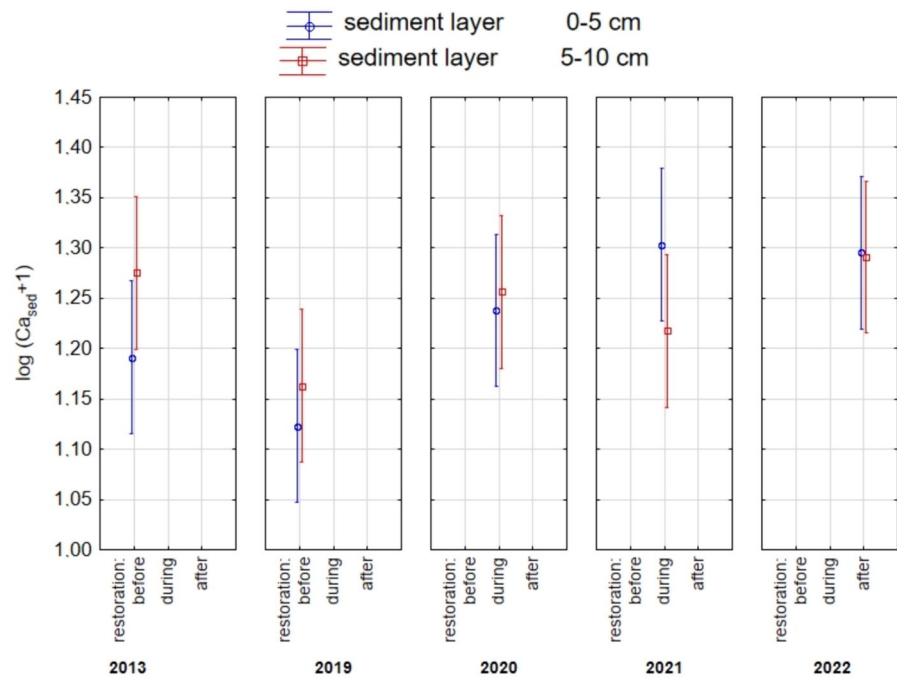 sediment layer 0-5 cm
sediment layer 5-10 cm
log (Ca_sed+1)
1.45
1.40
1.35
1.30
1.25
1.20
1.15
1.10
1.05
1.00
restoration: before during after
restoration: before during after
restoration: before during after
restoration: before during after
restoration: before during after
2013 2019 2020 2021 2022